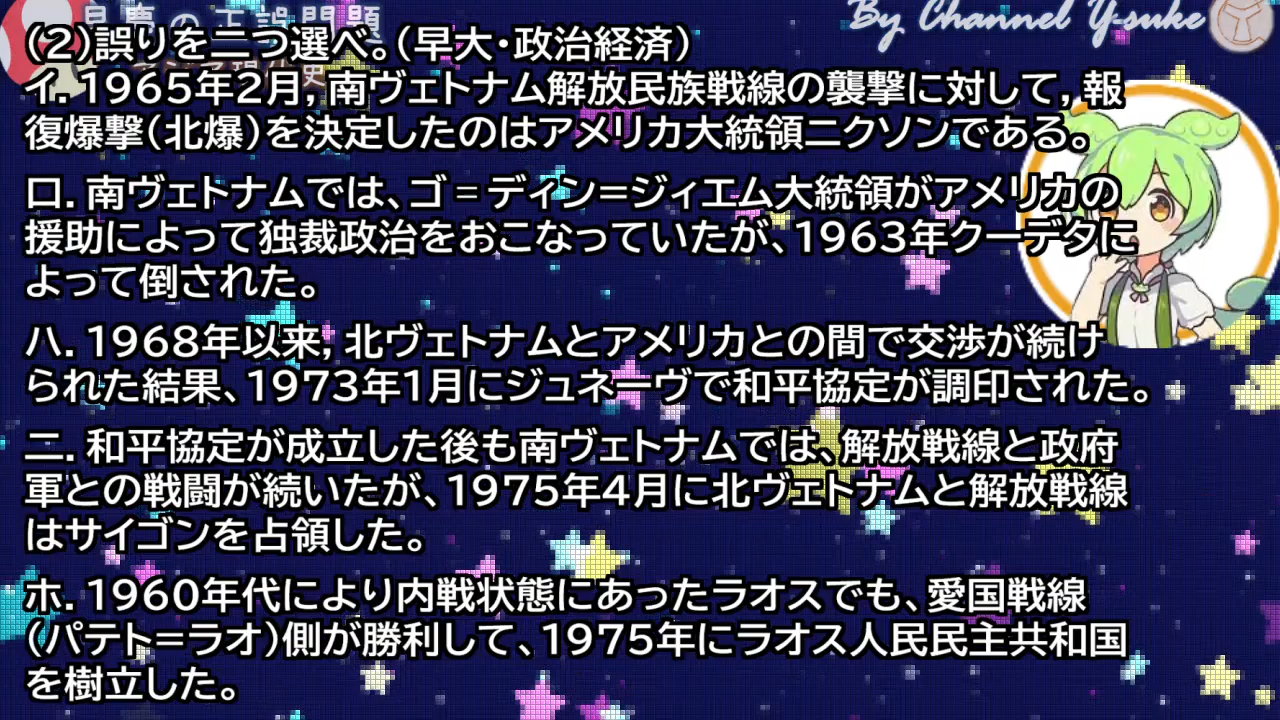 早慶の正誤問題
By Channel Y-suke
(2)誤りを二つ選べ。(早大・政治経済)
イ. 1965年2月, 南ヴェトナム解放民族戦線の襲撃に対して, 報
復爆撃(北爆)を決定したのはアメリカ大統領ニクソンである。
ロ. 南ヴェトナムでは、ゴ=ディン=ジィエム大統領がアメリカの
援助によって独裁政治をおこなっていたが、1963年クーデタに
よって倒された。
ハ. 1968年以来, 北ヴェトナムとアメリカとの間で交渉が続け
られた結果、1973年1月にジュネーヴで和平協定が調印された。
二. 和平協定が成立した後も南ヴェトナムでは、解放戦線と政府
軍との戦闘が続いたが、1975年4月に北ヴェトナムと解放戦線
はサイゴンを占領した。
ホ. 1960年代により内戦状態にあったラオスでも、愛国戦線
(パテト=ラオ)側が勝利して、1975年にラオス人民民主共和国
を樹立した。